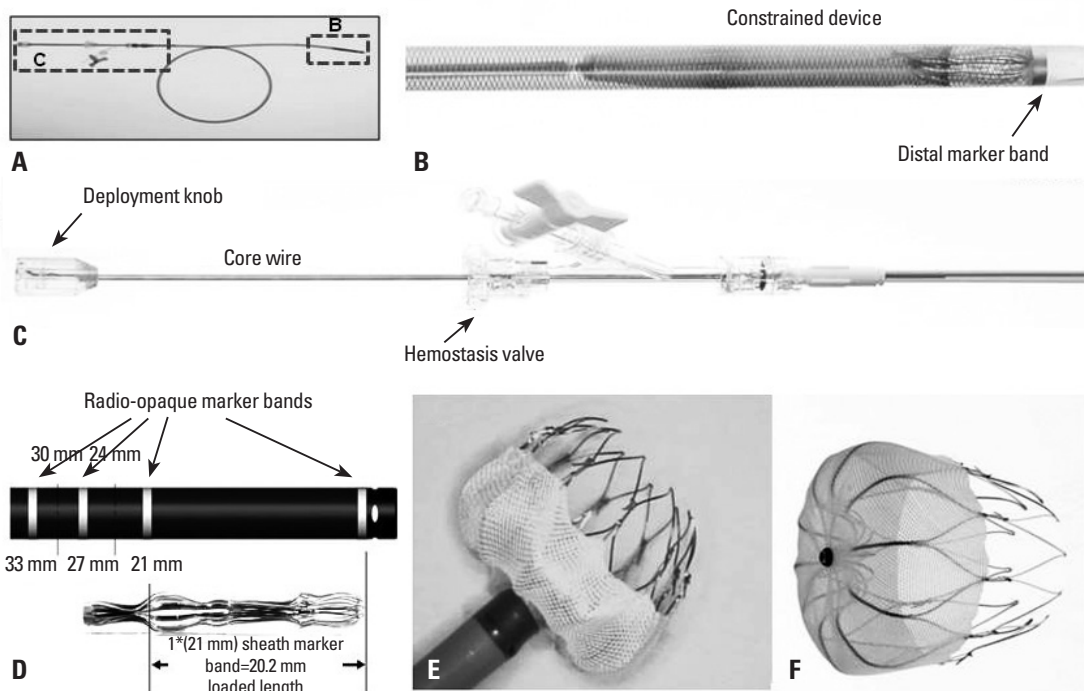 B
C
A
Constrained device
B
Distal marker band
Deployment knob
Core wire
C
Hemostasis valve
Radio-opaque marker bands
30 mm 24 mm
33 mm 27 mm 21 mm
1*(21 mm) sheath marker
band=20.2 mm
loaded length
D
E
F